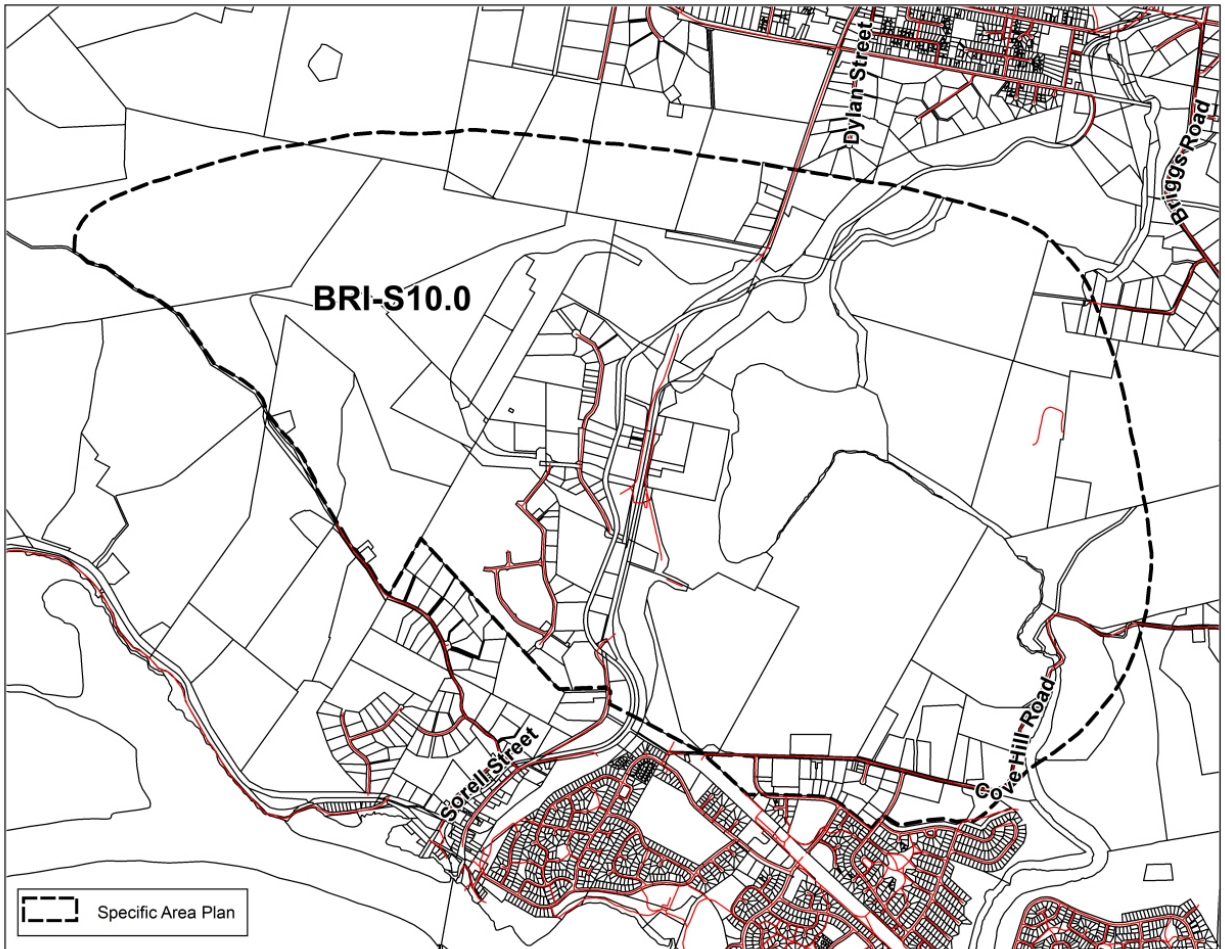 Dylan Street
Briggs Road
BRI-S10.0
Cove Hill Road
Sorell Street
Specific Area Plan